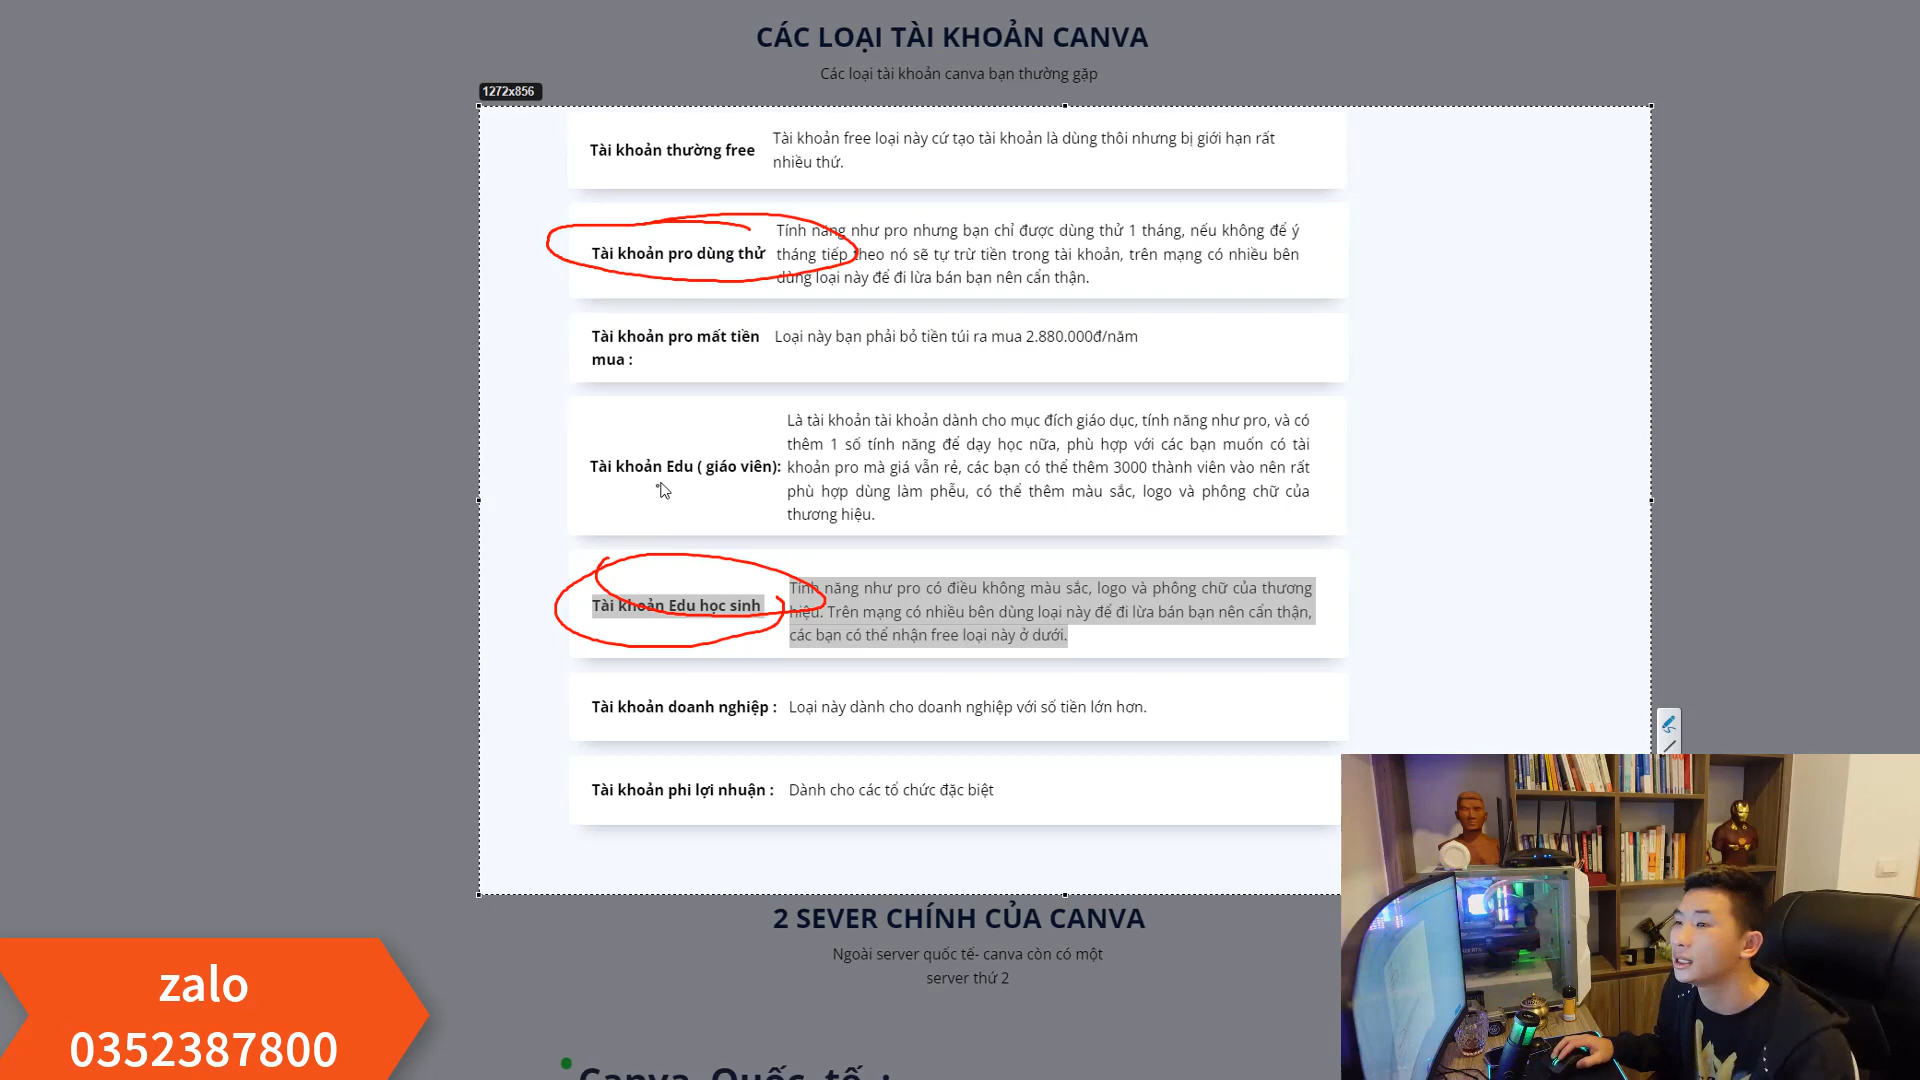 CÁC LOẠI TÀI KHOẢN CANVA
Các loại tài khoản canva bạn thường gặp
1272x856
Tài khoản thường free
Tài khoản free loại này cứ tạo tài khoản là dùng thôi nhưng bị giới hạn rất
nhiều thứ.
Tài khoản pro dùng thử
Tính năng như pro nhưng bạn chỉ được dùng thử 1 tháng, nếu không để ý
tháng tiếp theo nó sẽ tự trừ tiền trong tài khoản, trên mạng có nhiều bên
dùng loại này để đi lừa bán bạn nên cẩn thận.
Tài khoản pro mất tiền
mua :
Loại này bạn phải bỏ tiền túi ra mua 2.880.000đ/năm
Tài khoản Edu ( giáo viên):
Là tài khoản tài khoản dành cho mục đích giáo dục, tính năng như pro, và có
thêm 1 số tính năng để dạy học nữa, phù hợp với các bạn muốn có tài
khoản pro mà giá vẫn rẻ, các bạn có thể thêm 3000 thành viên vào nên rất
phù hợp dùng làm phễu, có thể thêm màu sắc, logo và phông chữ của
thương hiệu.
Tài khoản Edu học sinh
Tính năng như pro có điều không màu sắc, logo và phông chữ của thương
hiệu. Trên mạng có nhiều bên dùng loại này để đi lừa bán bạn nên cẩn thận,
các bạn có thể nhận free loại này ở dưới.
Tài khoản doanh nghiệp :
Loại này dành cho doanh nghiệp với số tiền lớn hơn.
Tài khoản phi lợi nhuận :
Dành cho các tổ chức đặc biệt
2 SEVER CHÍNH CỦA CANVA
Ngoài server quốc tế- canva còn có một
server thứ 2
Canva Quốc tế :
zalo
0352387800